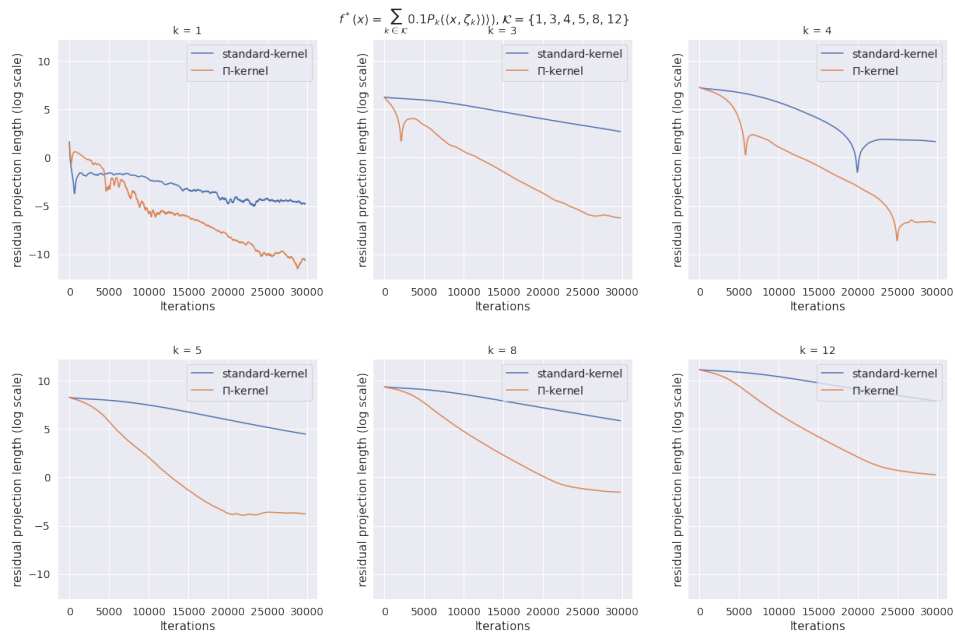 f*(x) = ∑_{k∈𝒦} 0.1P_k(⟨x, ζ_k⟩))), 𝒦 = {1, 3, 4, 5, 8, 12}
k = 1
residual projection length (log scale)
10
5
0
−5
−10
standard-kernel
Π-kernel
0 5000 10000 15000 20000 25000 30000
Iterations
k = 3
residual projection length (log scale)
standard-kernel
Π-kernel
0 5000 10000 15000 20000 25000 30000
Iterations
k = 4
residual projection length (log scale)
standard-kernel
Π-kernel
0 5000 10000 15000 20000 25000 30000
Iterations
k = 5
residual projection length (log scale)
10
5
0
−5
−10
standard-kernel
Π-kernel
0 5000 10000 15000 20000 25000 30000
Iterations
k = 8
residual projection length (log scale)
standard-kernel
Π-kernel
0 5000 10000 15000 20000 25000 30000
Iterations
k = 12
residual projection length (log scale)
standard-kernel
Π-kernel
0 5000 10000 15000 20000 25000 30000
Iterations